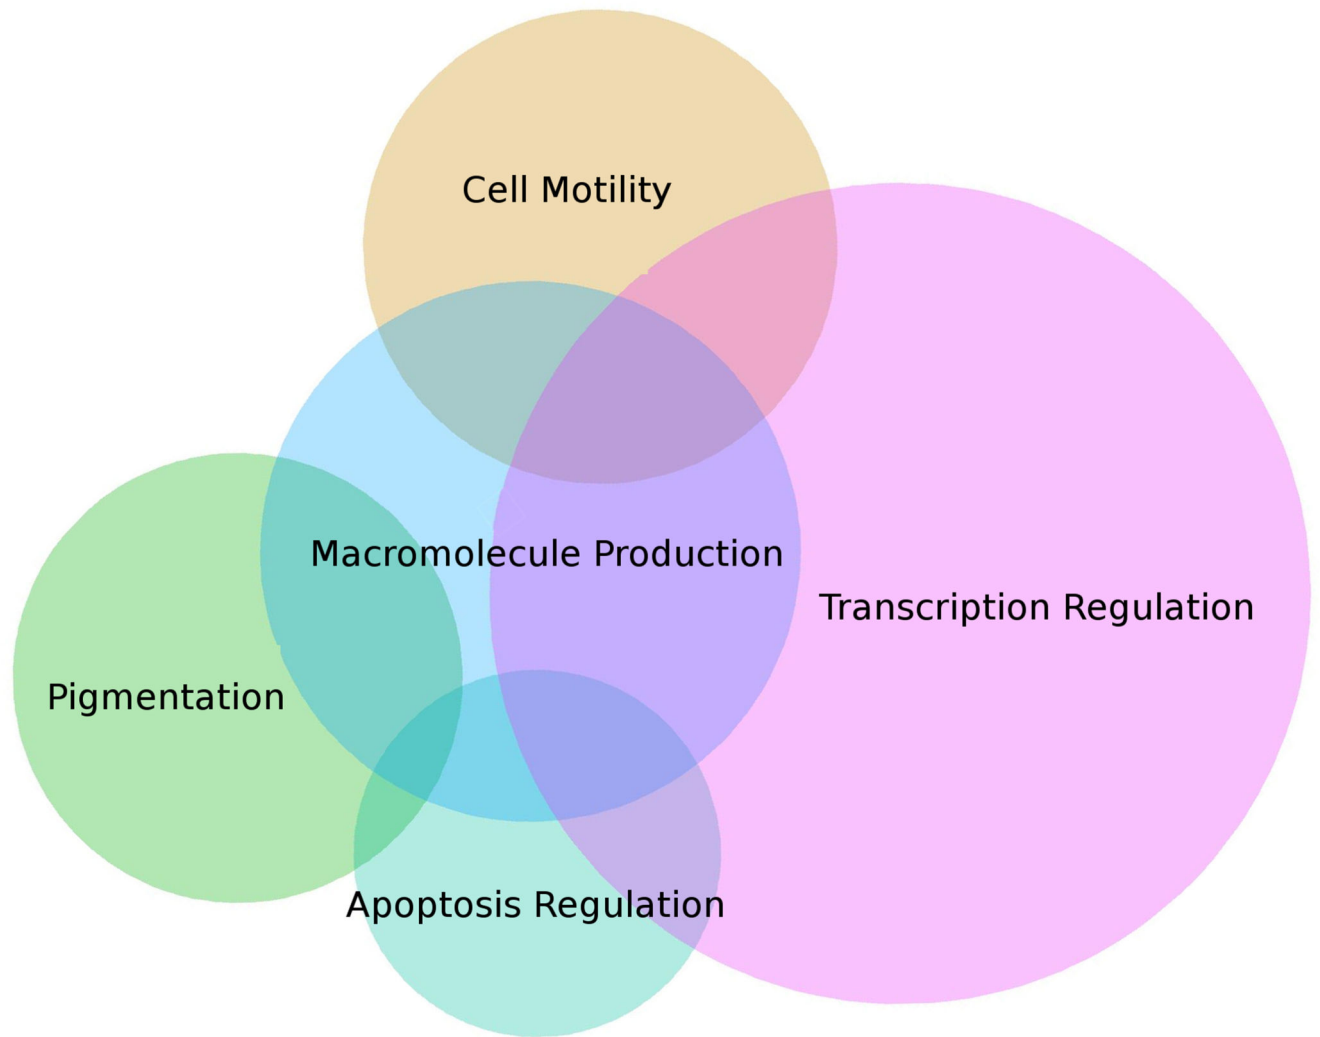 Cell Motility
Macromolecule Production
Transcription Regulation
Pigmentation
Apoptosis Regulation